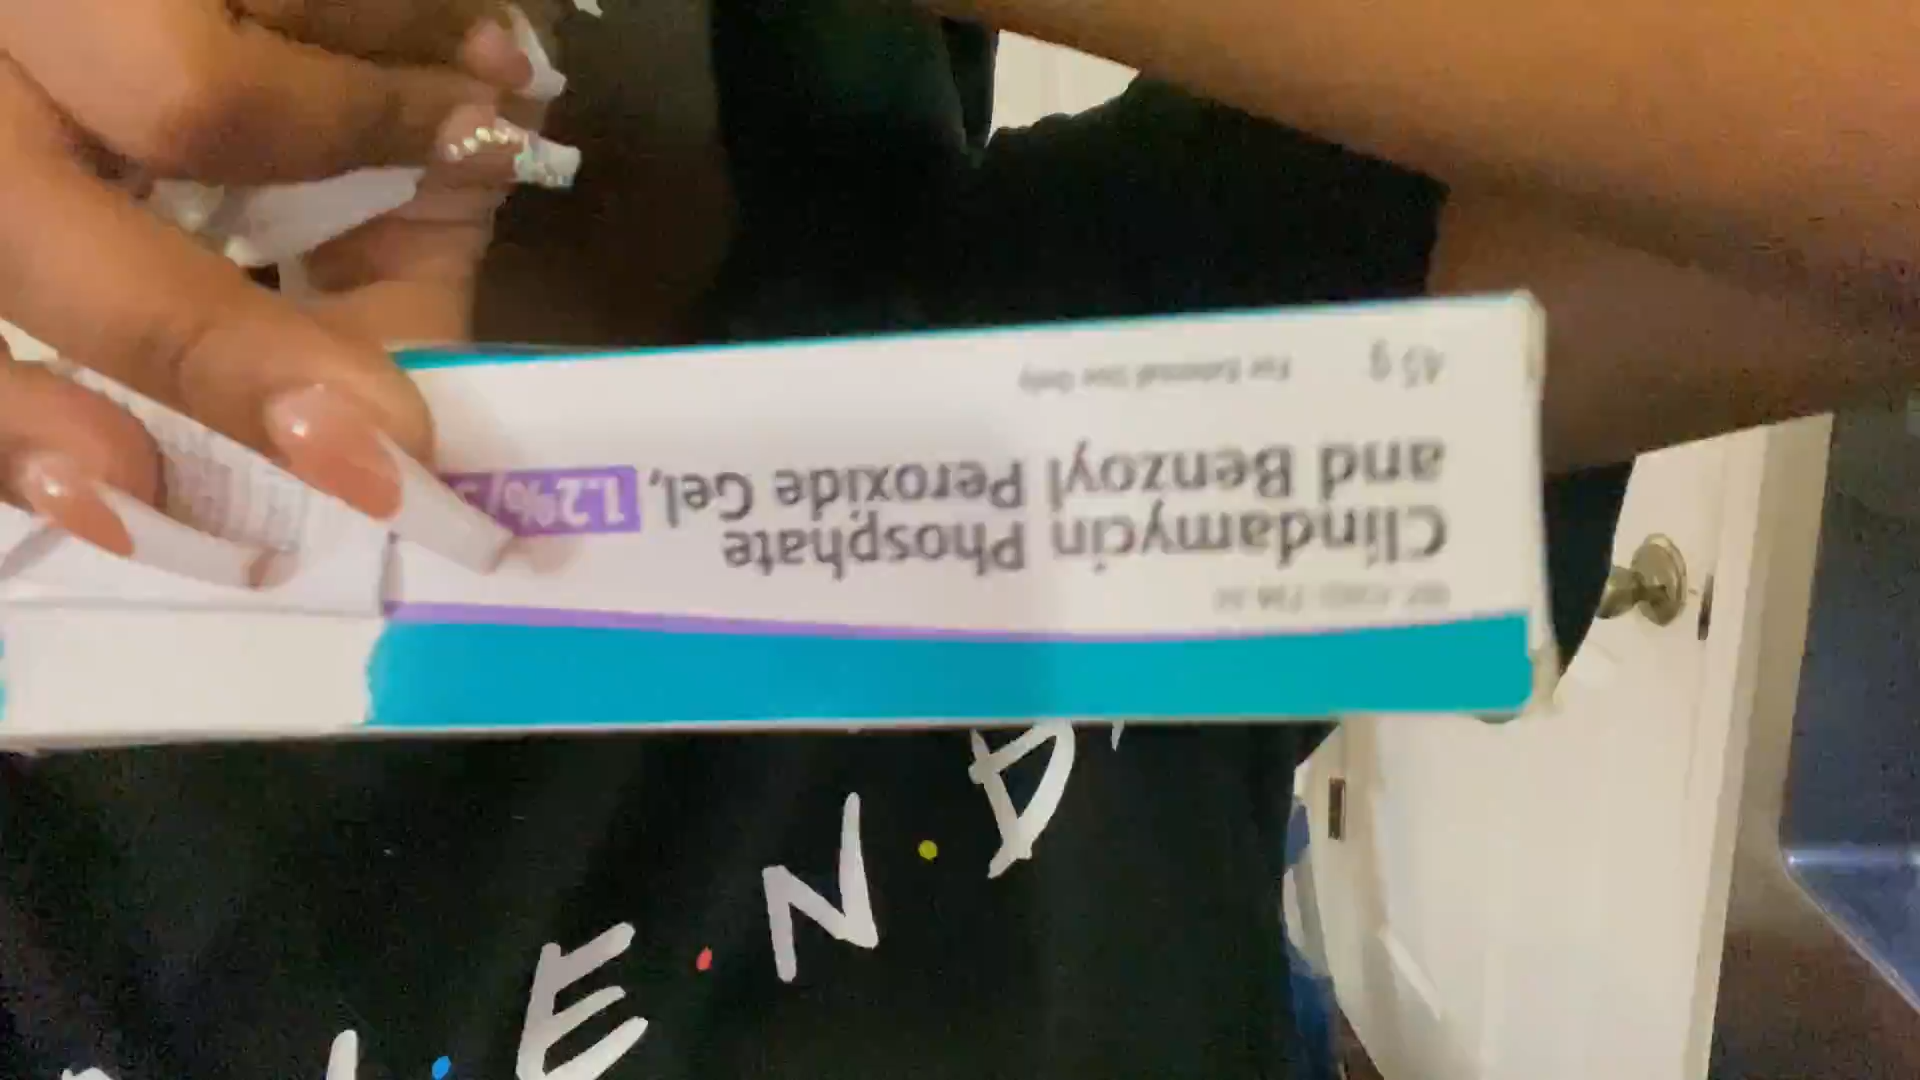 Clindamycin Phosphate
and Benzoyl Peroxide Gel, 1.2%/
For External Use Only
45 g
E N D